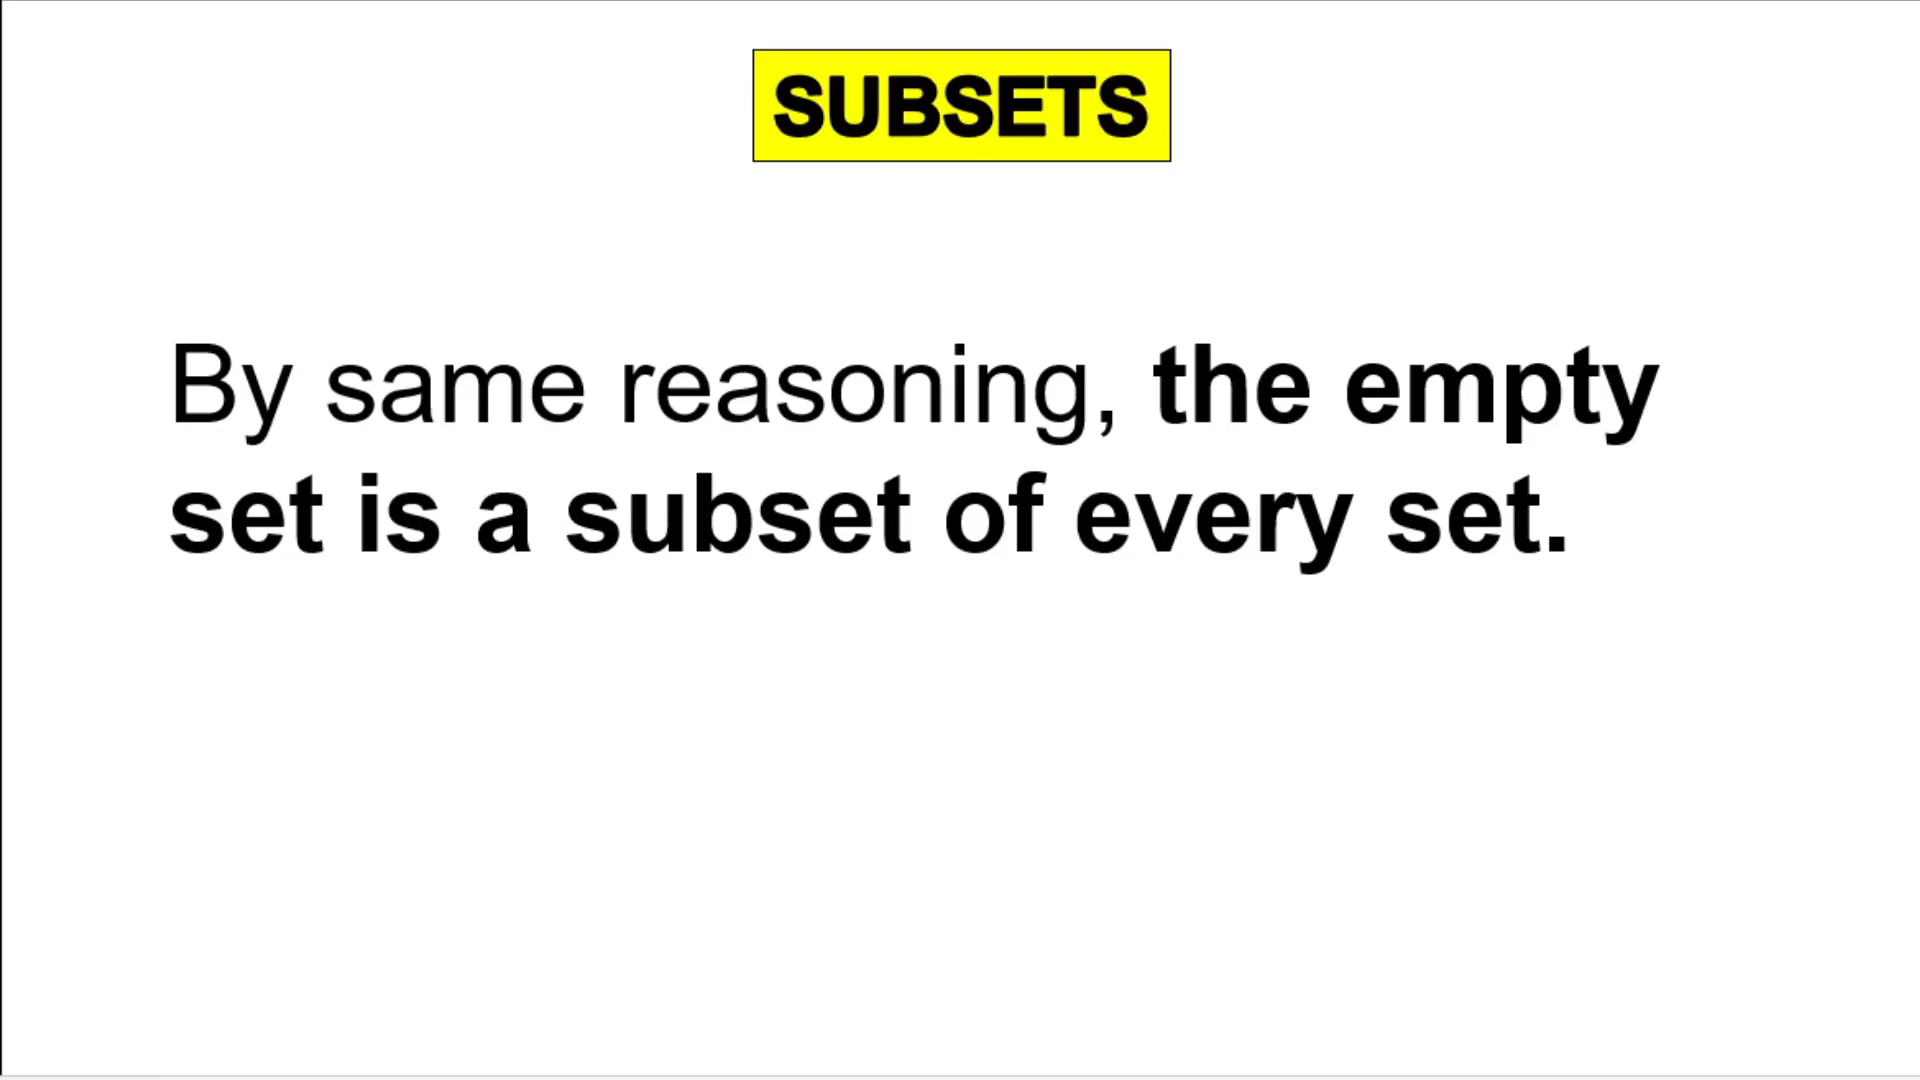 SUBSETS
By same reasoning, the empty
set is a subset of every set.